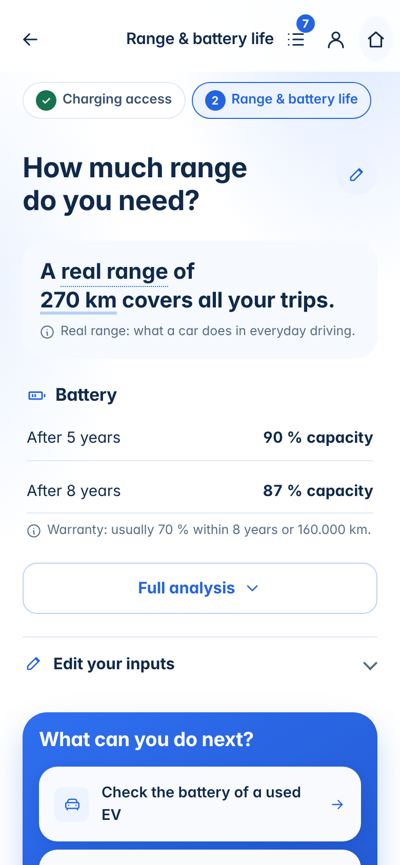 7
Range & battery life
Charging access
2 Range & battery life
How much range
do you need?
A real range of
270 km covers all your trips.
Real range: what a car does in everyday driving.
Battery
After 5 years 90 % capacity
After 8 years 87 % capacity
Warranty: usually 70 % within 8 years or 160.000 km.
Full analysis
Edit your inputs
What can you do next?
Check the battery of a used
EV